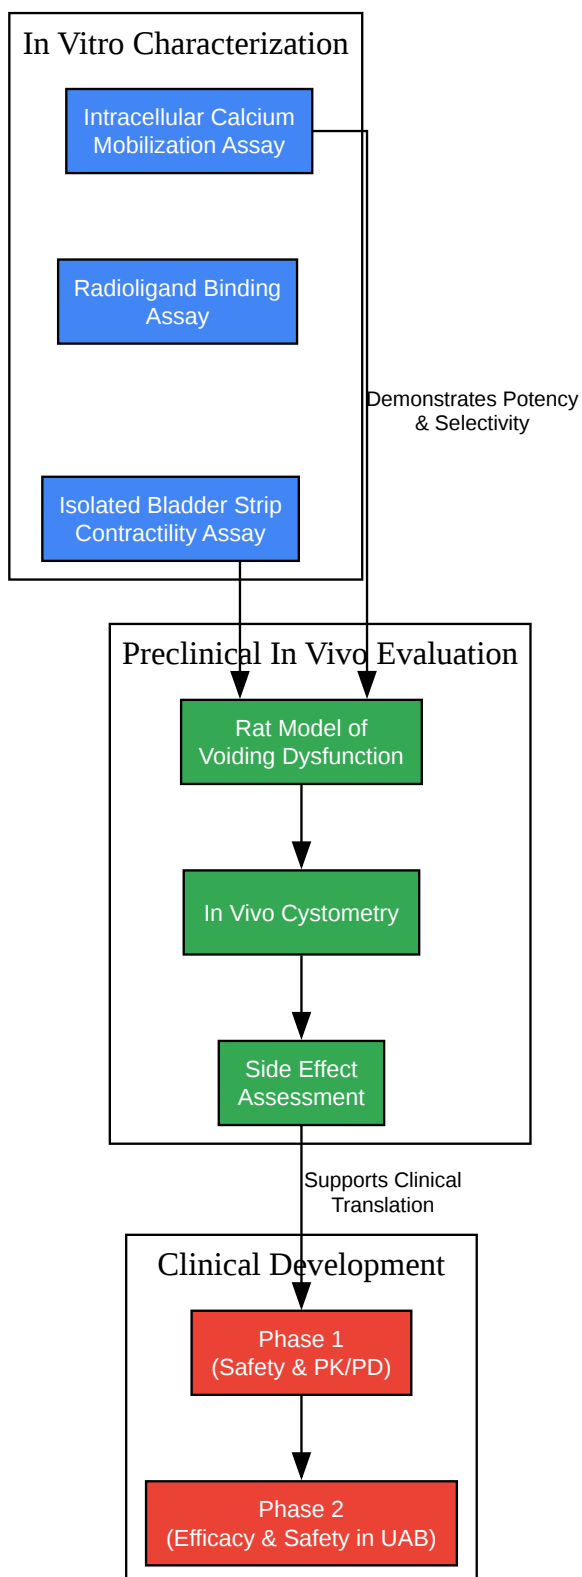 In Vitro Characterization
Intracellular Calcium
Mobilization Assay
Radioligand Binding
Assay
Demonstrates Potency
& Selectivity
Isolated Bladder Strip
Contractility Assay
Preclinical In Vivo Evaluation
Rat Model of
Voiding Dysfunction
In Vivo Cystometry
Side Effect
Assessment
Supports Clinical
Translation
Clinical Development
Phase 1
(Safety & PK/PD)
Phase 2
(Efficacy & Safety in UAB)